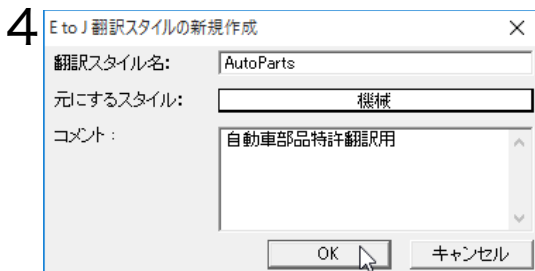 4
E to J 翻訳スタイルの新規作成
翻訳スタイル名: AutoParts
元にするスタイル: 機械
コメント: 自動車部品特許翻訳用
OK キャンセル